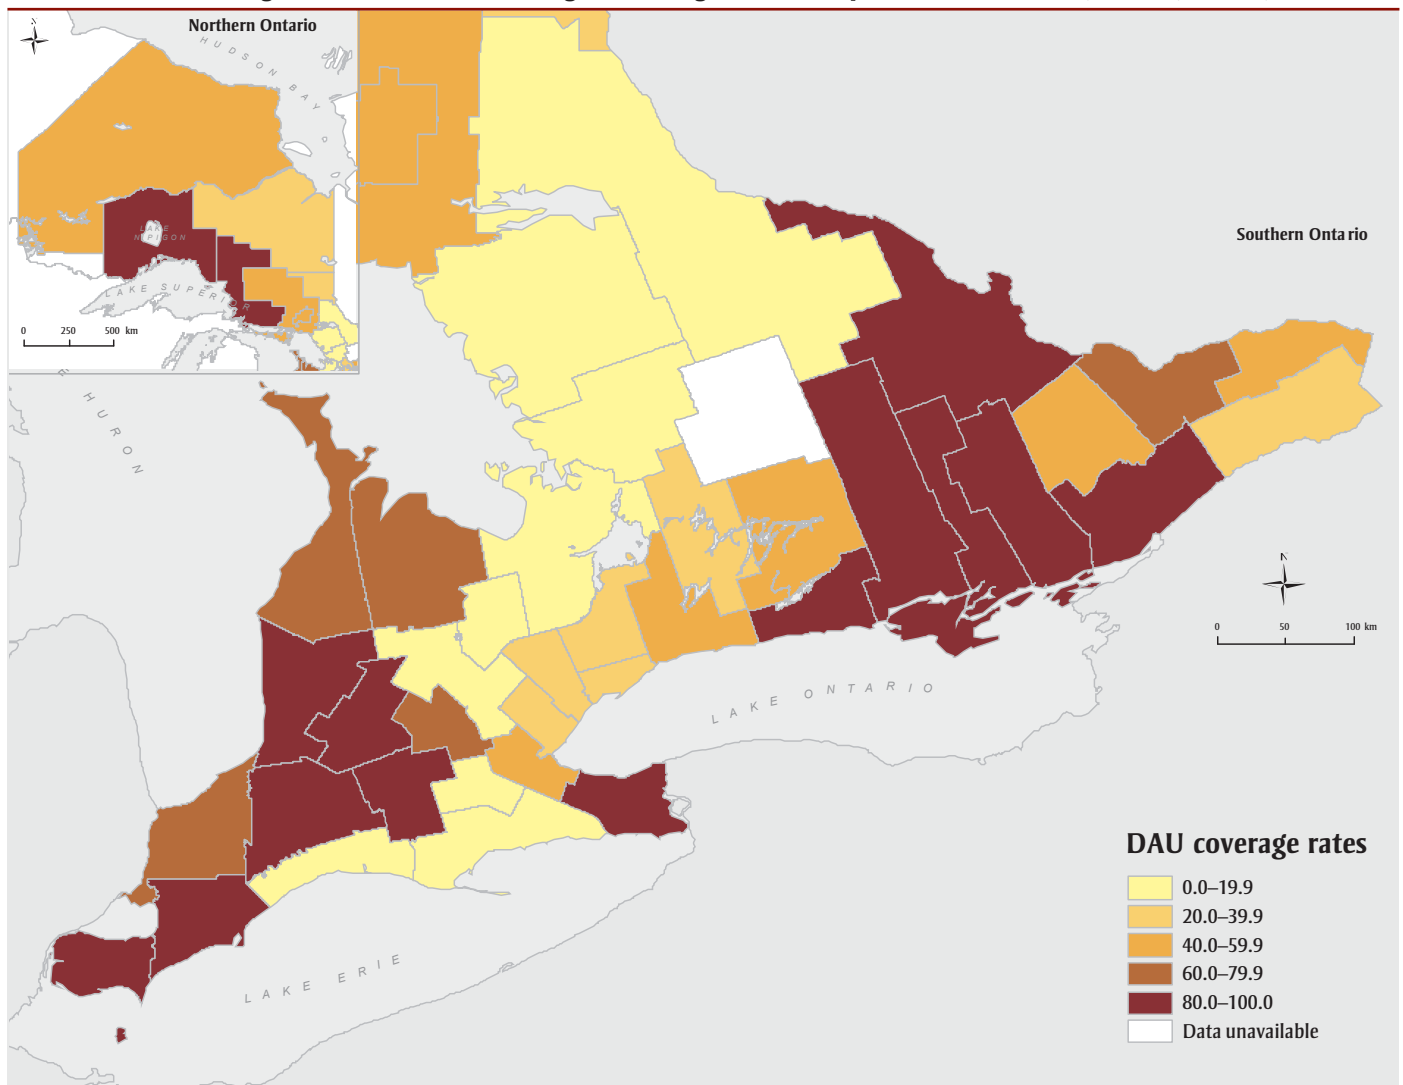 Northern Ontario
N
HUDSON BAY
LAKE NIPIGON
LAKE SUPERIOR
0 250 500 km
Southern Ontario
HURON
N
0 50 100 km
LAKE ONTARIO
LAKE ERIE
DAU coverage rates
0.0–19.9
20.0–39.9
40.0–59.9
60.0–79.9
80.0–100.0
Data unavailable